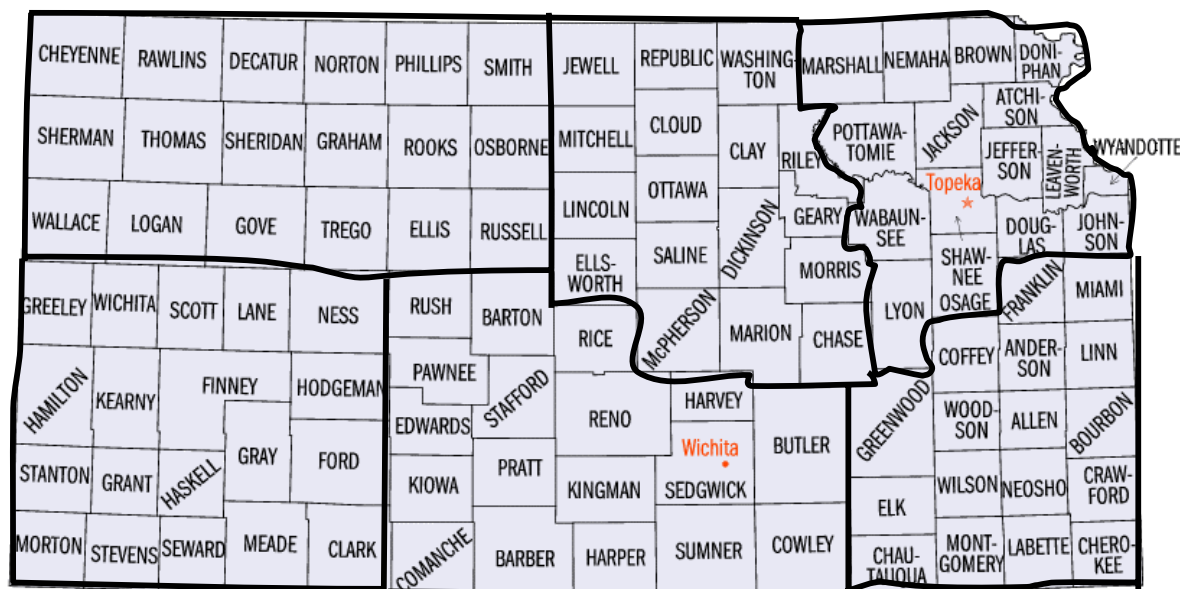 CHEYENNE
RAWLINS
DECATUR
NORTON
PHILLIPS
SMITH
JEWELL
REPUBLIC
WASHING-
TON
MARSHALL
NEMAHA
BROWN
DONI-
PHAN
SHERMAN
THOMAS
SHERIDAN
GRAHAM
ROOKS
OSBORNE
MITCHELL
CLOUD
CLAY
RILEY
POTTAWA-
TOMIE
JACKSON
ATCHI-
SON
JEFFER-
SON
LEAVEN-
WORTH
WYANDOTTE
WALLACE
LOGAN
GOVE
TREGO
ELLIS
RUSSELL
LINCOLN
OTTAWA
Topeka
ELLS-
WORTH
SALINE
DICKINSON
GEARY
WABAUN-
SEE
SHAW-
NEE
DOUG-
LAS
JOHN-
SON
MORRIS
GREELEY
WICHITA
SCOTT
LANE
NESS
RUSH
BARTON
RICE
McPHERSON
MARION
CHASE
LYON
OSAGE
FRANKLIN
MIAMI
HAMILTON
KEARNY
FINNEY
HODGEMAN
PAWNEE
STAFFORD
RENO
HARVEY
BUTLER
GREENWOOD
COFFEY
ANDER-
SON
LINN
EDWARDS
Wichita
SEDGWICK
WOOD-
SON
ALLEN
BOURBON
STANTON
GRANT
HASKELL
GRAY
FORD
KIOWA
PRATT
KINGMAN
ELK
WILSON
NEOSHO
CRAW-
FORD
MORTON
STEVENS
SEWARD
MEADE
CLARK
COMANCHE
BARBER
HARPER
SUMNER
COWLEY
CHAU-
TAUQUA
MONT-
GOMERY
LABETTE
CHERO-
KEE